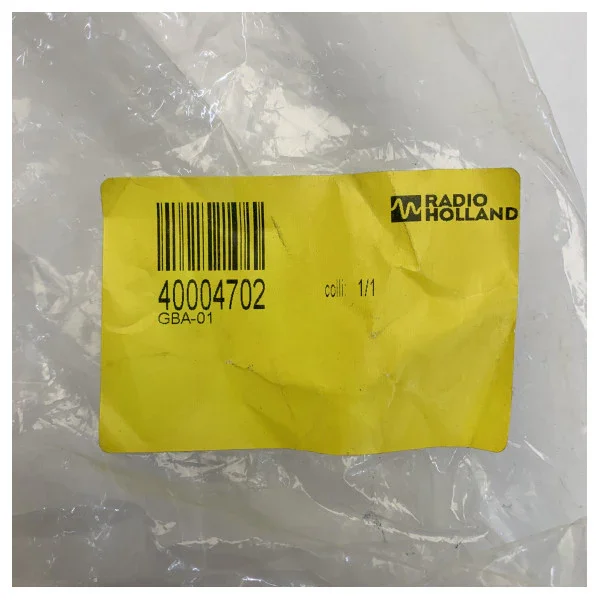 RADIO
HOLLAND
40004702
GBA-01
colli: 1/1